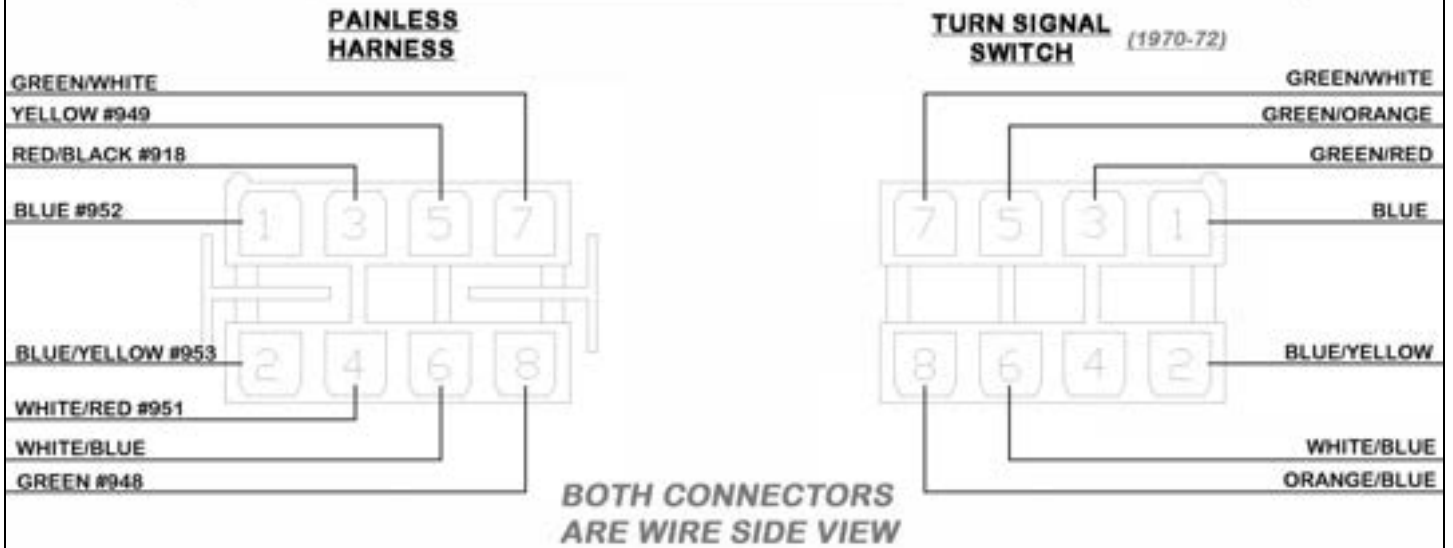 PAINLESS
HARNESS
TURN SIGNAL
SWITCH
(1970-72)
GREEN/WHITE
YELLOW #949
RED/BLACK #918
BLUE #952
1 3 5 7
BLUE/YELLOW #953
2 4 6 8
WHITE/RED #951
WHITE/BLUE
GREEN #948
GREEN/WHITE
GREEN/ORANGE
GREEN/RED
BLUE
7 5 3 1
BLUE/YELLOW
8 6 4 2
WHITE/BLUE
ORANGE/BLUE
BOTH CONNECTORS
ARE WIRE SIDE VIEW